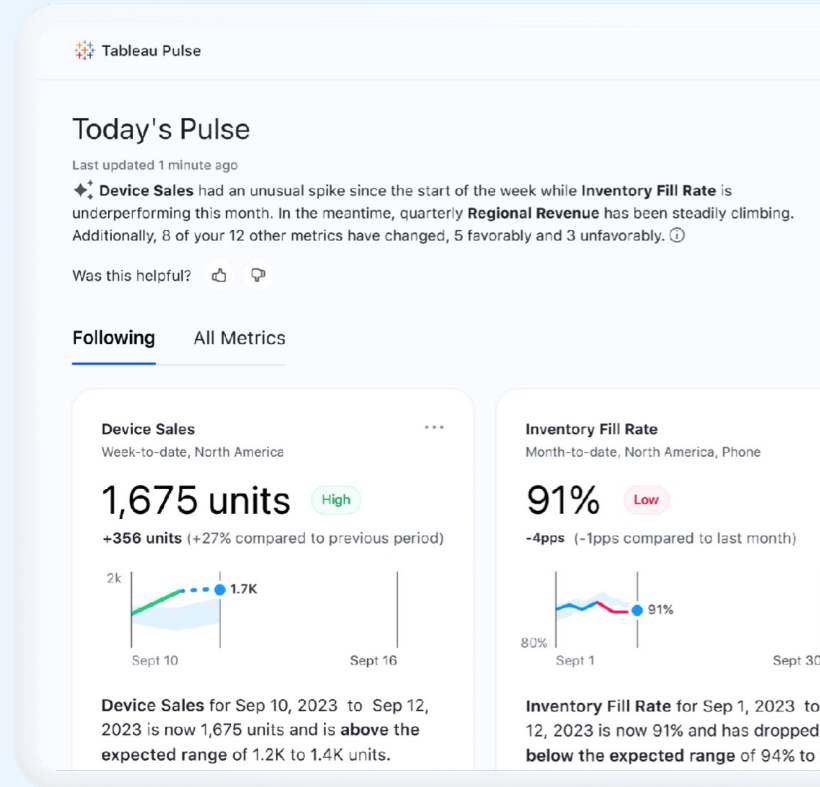 Tableau Pulse
Today's Pulse
Last updated 1 minute ago
Device Sales had an unusual spike since the start of the week while Inventory Fill Rate is
underperforming this month. In the meantime, quarterly Regional Revenue has been steadily climbing.
Additionally, 8 of your 12 other metrics have changed, 5 favorably and 3 unfavorably.
Was this helpful?
Following All Metrics
Device Sales
Week-to-date, North America
1,675 units High
+356 units (+27% compared to previous period)
2k
1.7K
Sept 10 Sept 16
Device Sales for Sep 10, 2023 to Sep 12,
2023 is now 1,675 units and is above the
expected range of 1.2K to 1.4K units.
Inventory Fill Rate
Month-to-date, North America, Phone
91% Low
-4pps (-1pps compared to last month)
91%
80%
Sept 1 Sept 30
Inventory Fill Rate for Sep 1, 2023 to
12, 2023 is now 91% and has dropped
below the expected range of 94% to